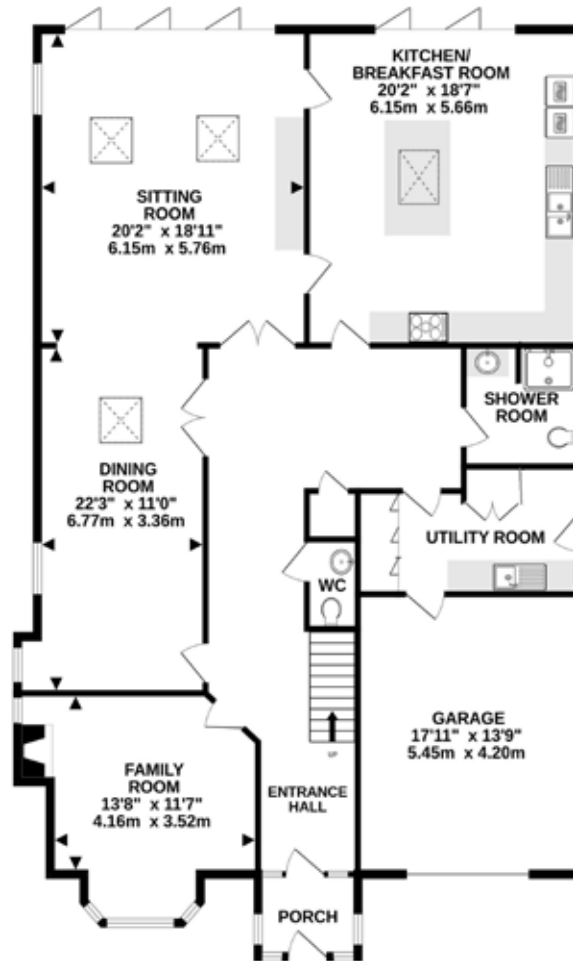 KITCHEN/
BREAKFAST ROOM
20'2" x 18'7"
6.15m x 5.66m
SITTING
ROOM
20'2" x 18'11"
6.15m x 5.76m
SHOWER
ROOM
DINING
ROOM
22'3" x 11'0"
6.77m x 3.36m
UTILITY ROOM
WC
UP
GARAGE
17'11" x 13'9"
5.45m x 4.20m
FAMILY
ROOM
13'8" x 11'7"
4.16m x 3.52m
ENTRANCE
HALL
PORCH